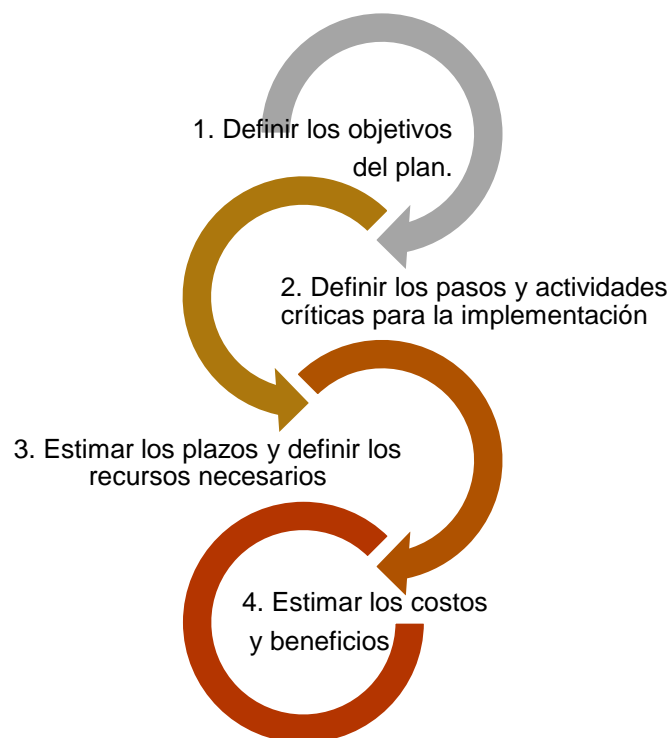 1. Definir los objetivos
del plan.
2. Definir los pasos y actividades
críticas para la implementación
3. Estimar los plazos y definir los
recursos necesarios
4. Estimar los costos
y beneficios